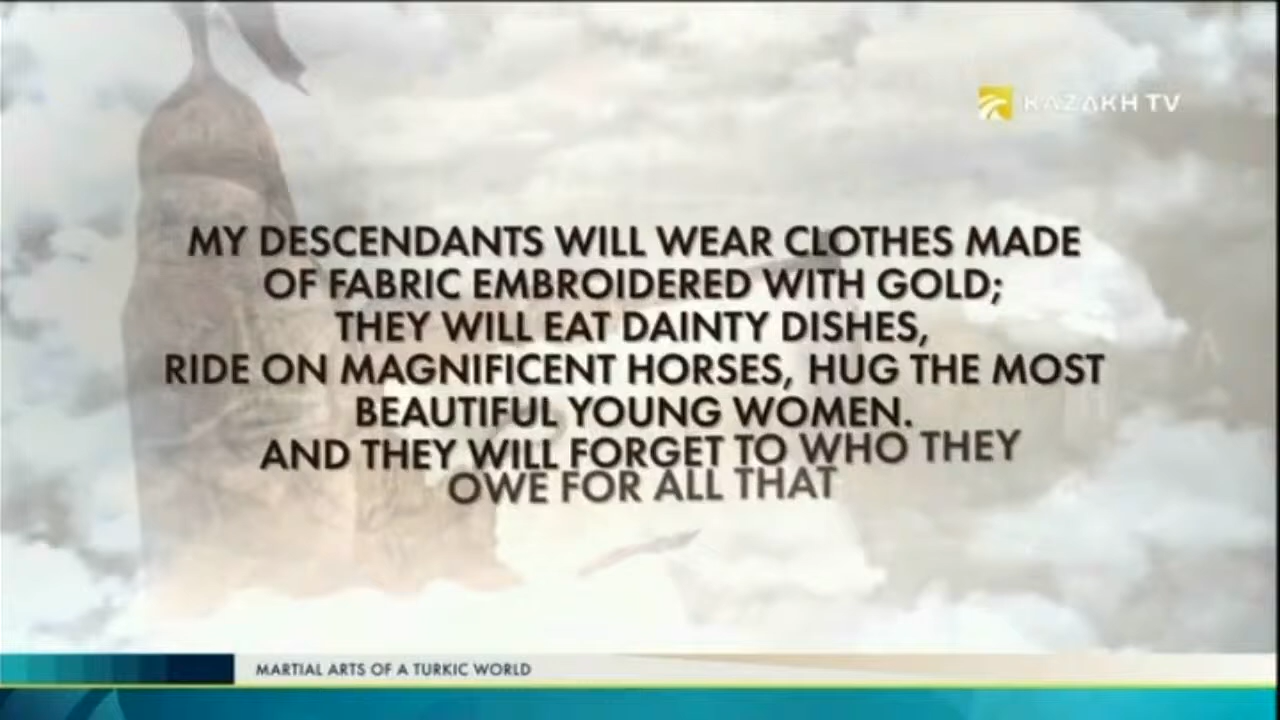 KAZAKH TV
MY DESCENDANTS WILL WEAR CLOTHES MADE
OF FABRIC EMBROIDERED WITH GOLD;
THEY WILL EAT DAINTY DISHES,
RIDE ON MAGNIFICENT HORSES, HUG THE MOST
BEAUTIFUL YOUNG WOMEN.
AND THEY WILL FORGET TO WHO THEY
OWE FOR ALL THAT
MARTIAL ARTS OF A TURKIC WORLD